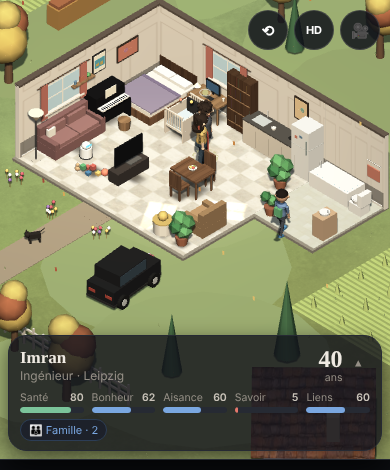 HD
Imran
Ingénieur · Leipzig
40
ans
Santé 80 Bonheur 62 Aisance 60 Savoir 5 Liens 60
Famille · 2